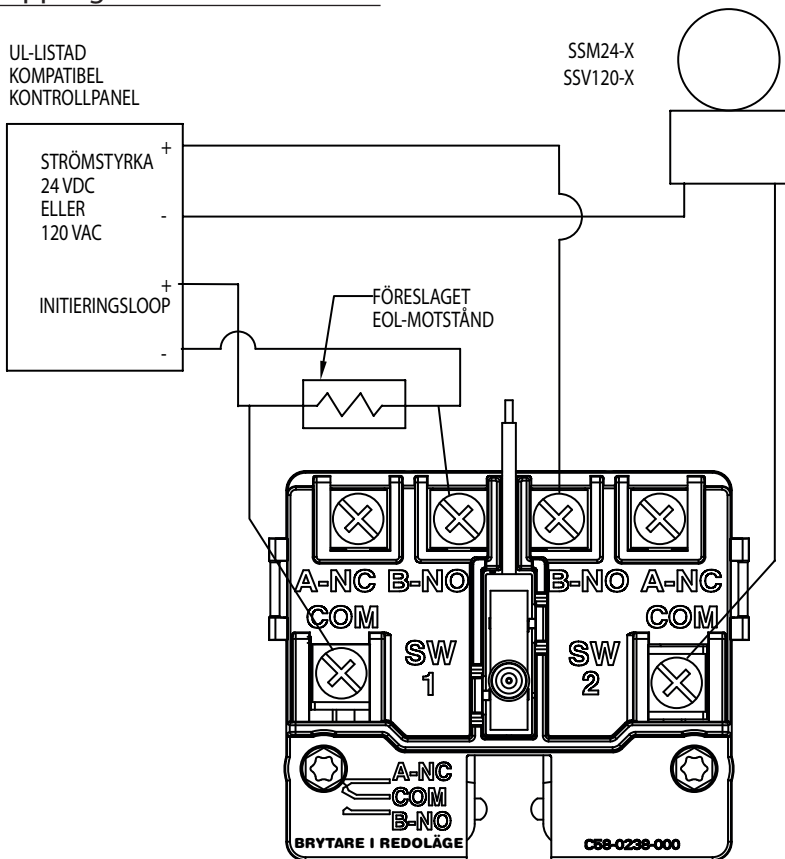 UL-LISTAD
KOMPATIBEL
KONTROLLPANEL
SSM24-X
SSV120-X
STRÖMSTYRKA +
24 VDC
ELLER
120 VAC -
+
INITIERINGSLOOP
-
FÖRESLAGET
EOL-MOTSTÅND
A-NC B-NO B-NO A-NC
COM COM
SW SW
1 2
A-NC
COM
B-NO
BRYTARE I REDOLÄGE C58-0238-000